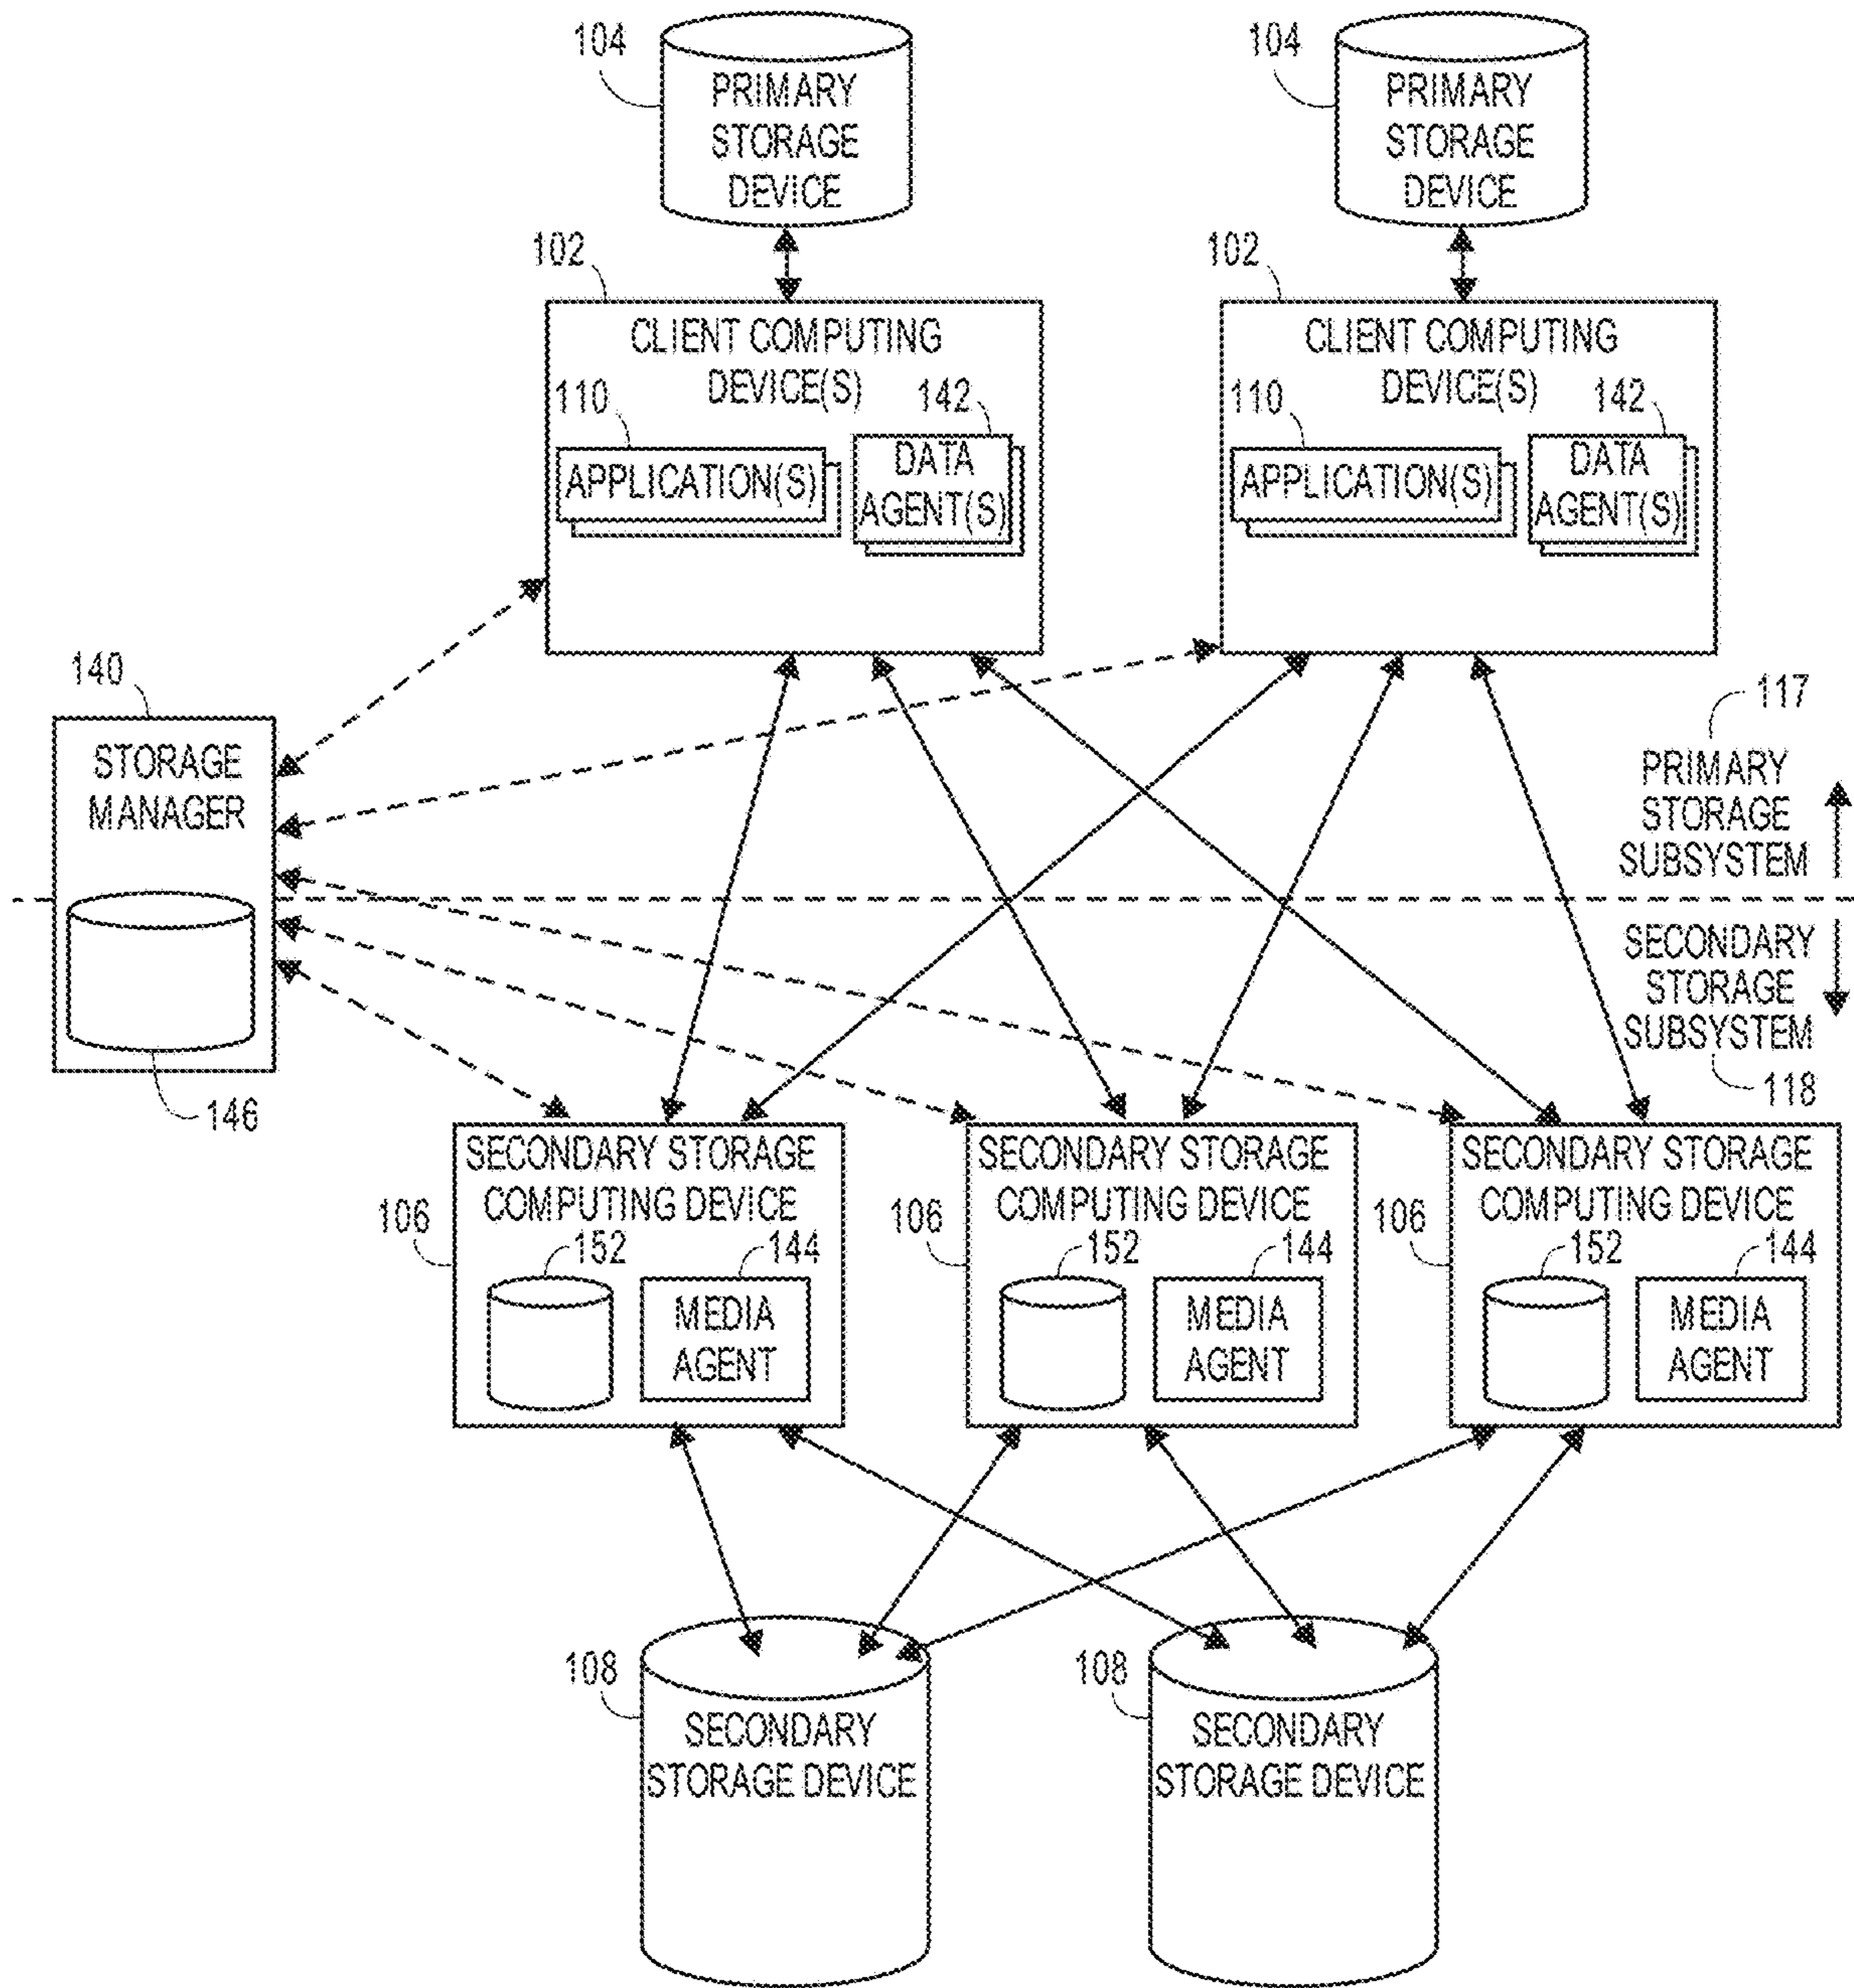 104
PRIMARY
STORAGE
DEVICE
104
PRIMARY
STORAGE
DEVICE
102
CLIENT COMPUTING
DEVICE(S)
110
APPLICATION(S)
142
DATA
AGENT(S)
102
CLIENT COMPUTING
DEVICE(S)
110
APPLICATION(S)
142
DATA
AGENT(S)
140
STORAGE
MANAGER
146
117
PRIMARY
STORAGE
SUBSYSTEM
SECONDARY
STORAGE
SUBSYSTEM
118
SECONDARY STORAGE
COMPUTING DEVICE
106
152
144
MEDIA
AGENT
SECONDARY STORAGE
COMPUTING DEVICE
106
152
144
MEDIA
AGENT
SECONDARY STORAGE
COMPUTING DEVICE
106
152
144
MEDIA
AGENT
108
SECONDARY
STORAGE DEVICE
108
SECONDARY
STORAGE DEVICE